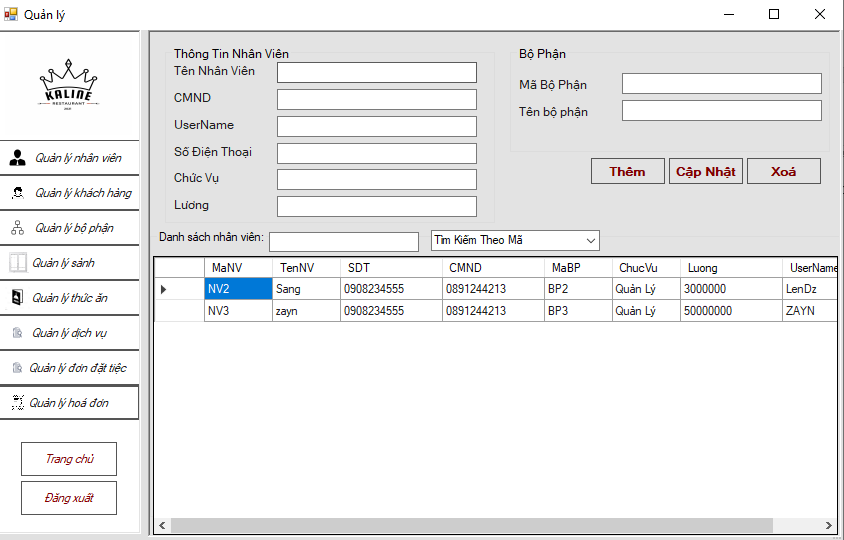 Quản lý
KALINE
RESTAURANT
Quản lý nhân viên
Quản lý khách hàng
Quản lý bộ phận
Quản lý sảnh
Quản lý thức ăn
Quản lý dịch vụ
Quản lý đơn đặt tiệc
Quản lý hoá đơn
Trang chủ
Đăng xuất
Thông Tin Nhân Viên
Tên Nhân Viên
CMND
UserName
Số Điện Thoại
Chức Vụ
Lương
Bộ Phận
Mã Bộ Phận
Tên bộ phận
Thêm Cập Nhật Xoá
Danh sách nhân viên: Tìm Kiếm Theo Mã
MaNV TenNV SDT CMND MaBP ChucVu Luong UserName
NV2 Sang 0908234555 0891244213 BP2 Quản Lý 3000000 LenDz
NV3 zayn 0908234555 0891244213 BP3 Quản Lý 50000000 ZAYN